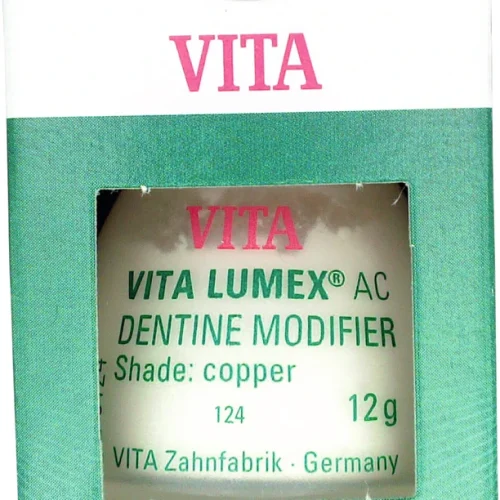 VITA
VITA
VITA LUMEX® AC
DENTINE MODIFIER
Shade: copper
124 12g
VITA Zahnfabrik · Germany